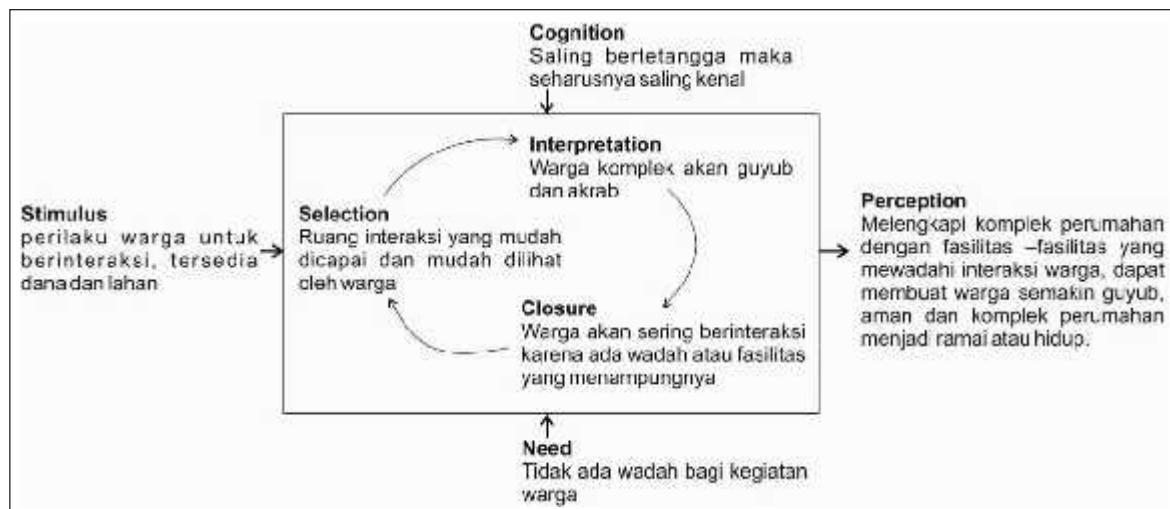 Cognition
Saling bertetangga maka
seharusnya saling kenal
Interpretation
Warga komplek akan guyub
dan akrab
Stimulus
perilaku warga untuk
berinteraksi, tersedia
dana dan lahan
Selection
Ruang interaksi yang mudah
dicapai dan mudah dilihat
oleh warga
Closure
Warga akan sering berinteraksi
karena ada wadah atau fasilitas
yang menampungnya
Perception
Melengkapi komplek perumahan
dengan fasilitas –fasilitas yang
mewadahi interaksi warga, dapat
membuat warga semakin guyub,
aman dan komplek perumahan
menjadi ramai atau hidup.
Need
Tidak ada wadah bagi kegiatan
warga